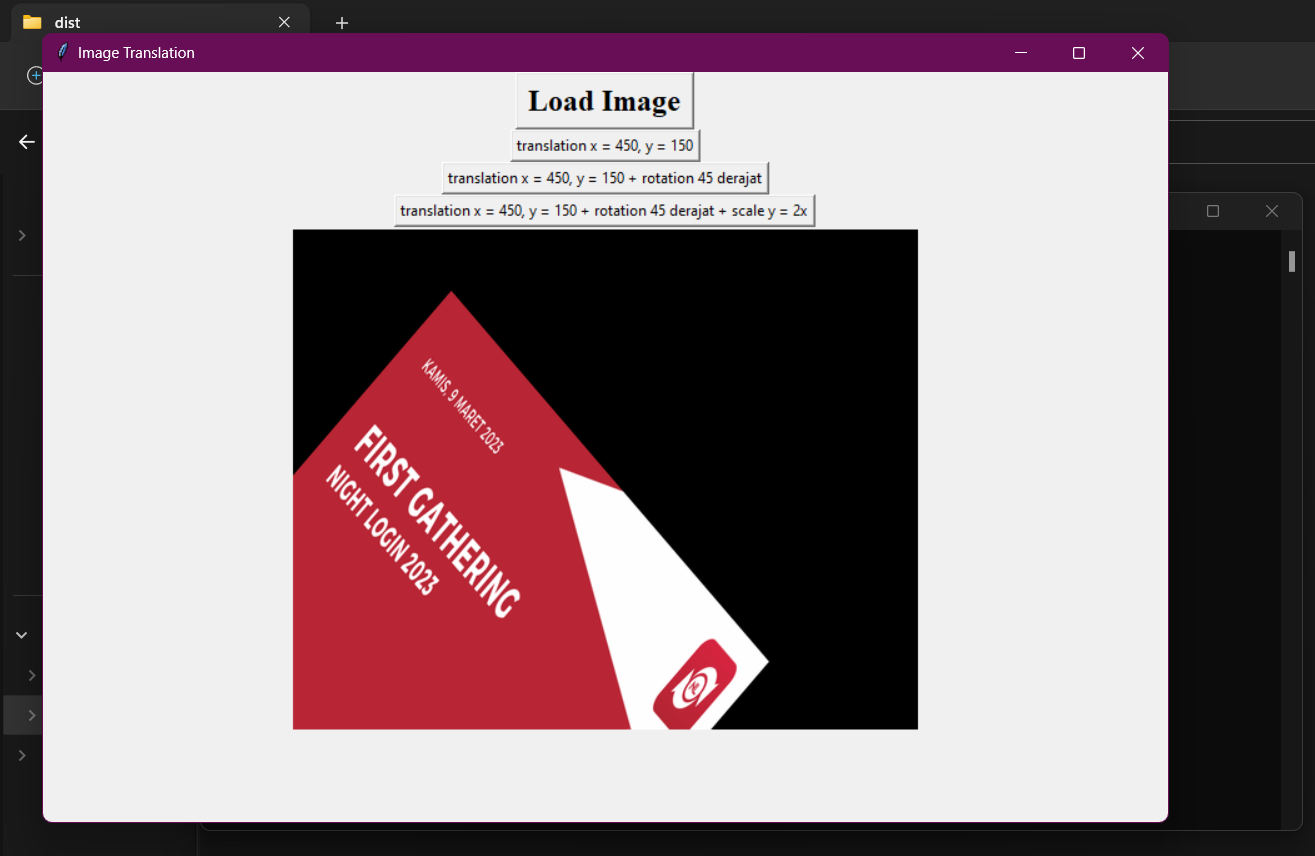 dist
Image Translation
Load Image
translation x = 450, y = 150
translation x = 450, y = 150 + rotation 45 derajat
translation x = 450, y = 150 + rotation 45 derajat + scale y = 2x
KAMIS, 9 MARET 2023
FIRST GATHERING
NIGHT LOGIN 2023